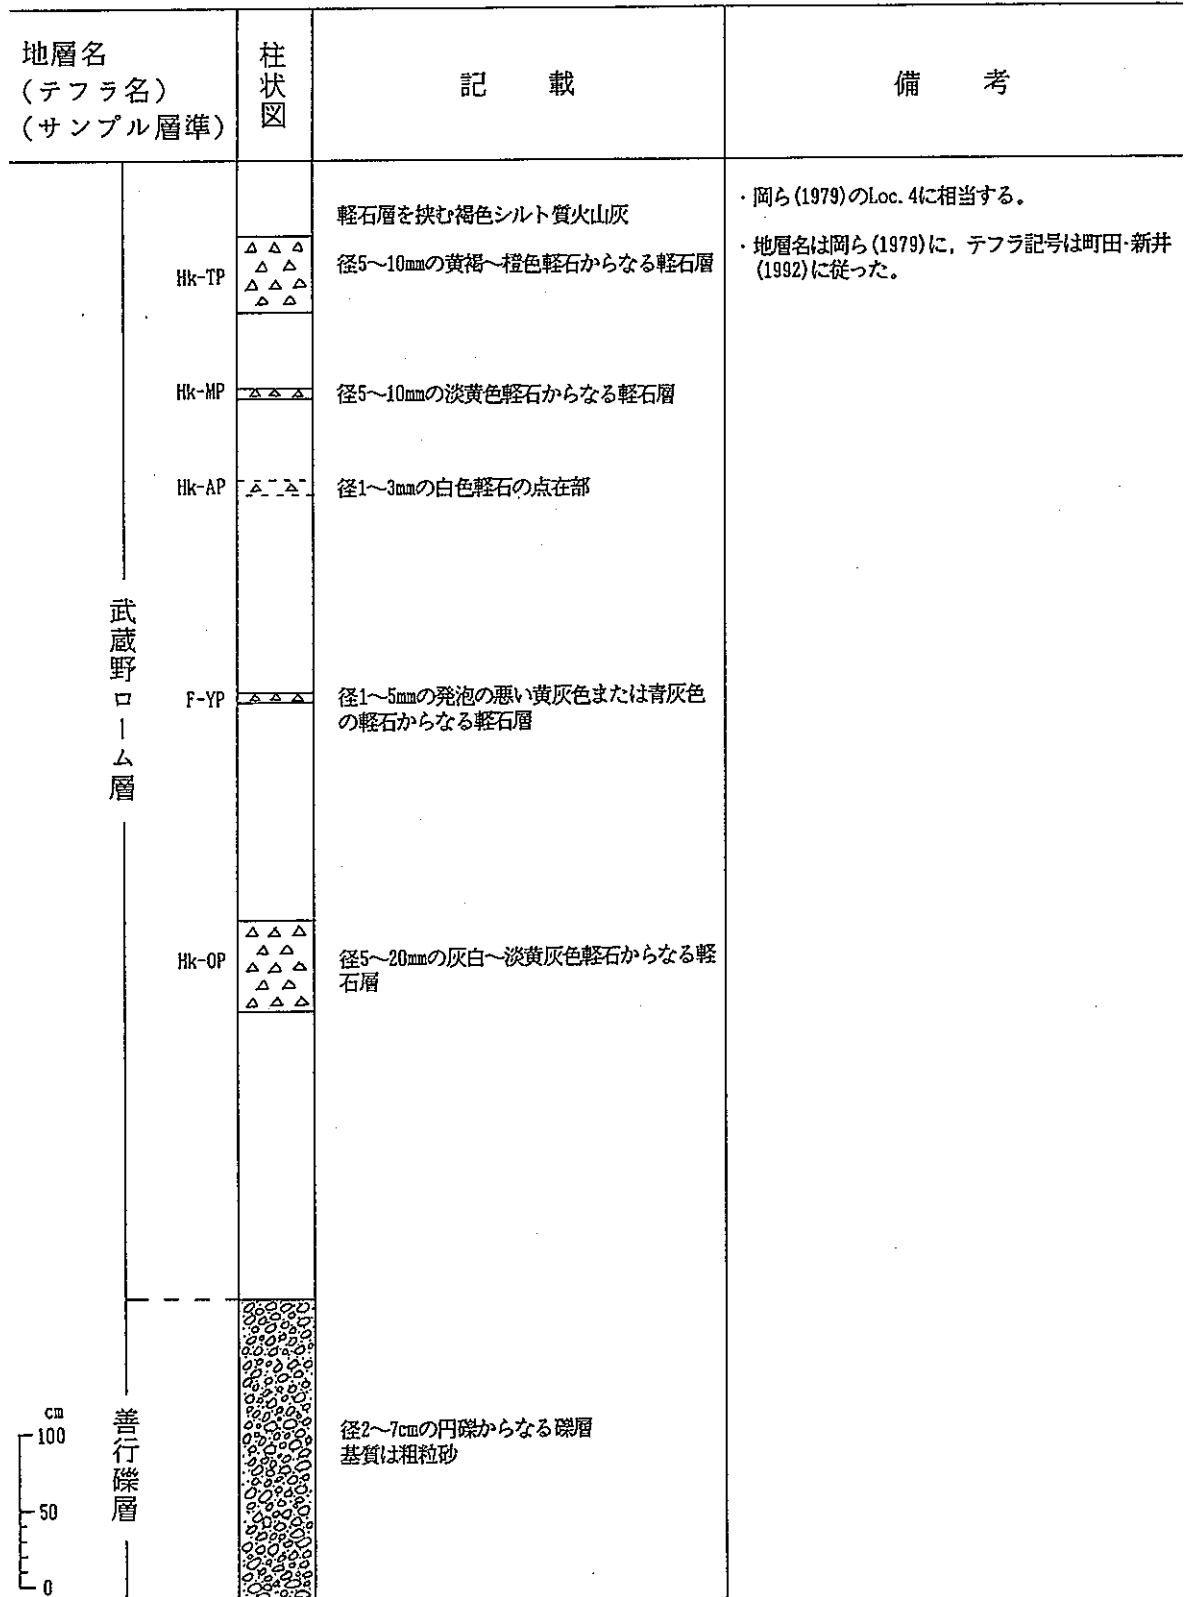 地層名
(テフラ名)
(サンプル層準)
柱状図
記 載
備 考
軽石層を挟む褐色シルト質火山灰
・岡ら(1979)のLoc.4に相当する。
・地層名は岡ら(1979)に, テフラ記号は町田・新井
(1992)に従った。
Hk-TP
径5～10mmの黄褐～橙色軽石からなる軽石層
Hk-MP
径5～10mmの淡黄色軽石からなる軽石層
Hk-AP
径1～3mmの白色軽石の点在部
武蔵野ローム層
F-YP
径1～5mmの発泡の悪い黄灰色または青灰色
の軽石からなる軽石層
Hk-OP
径5～20mmの灰白～淡黄灰色軽石からなる軽
石層
善行礫層
径2～7cmの円礫からなる礫層
基質は粗粒砂
cm
100
50
0